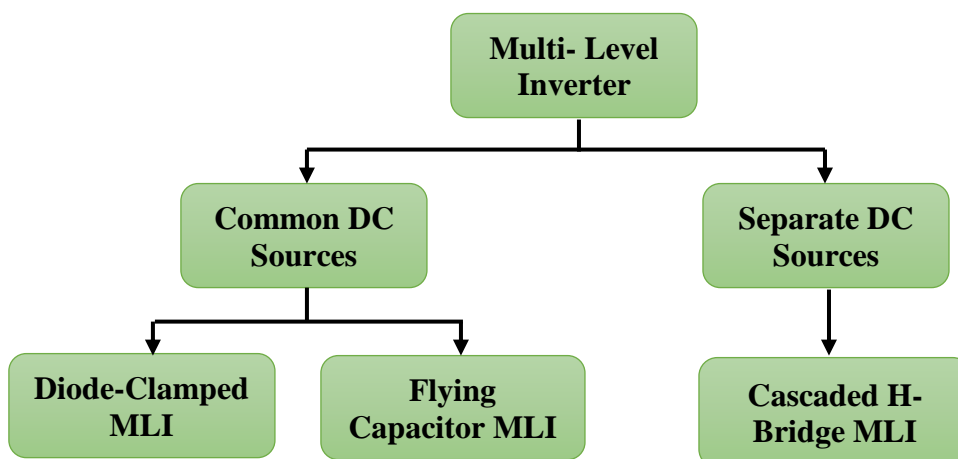 Multi- Level
Inverter
Common DC
Sources
Separate DC
Sources
Diode-Clamped
MLI
Flying
Capacitor MLI
Cascaded H-
Bridge MLI